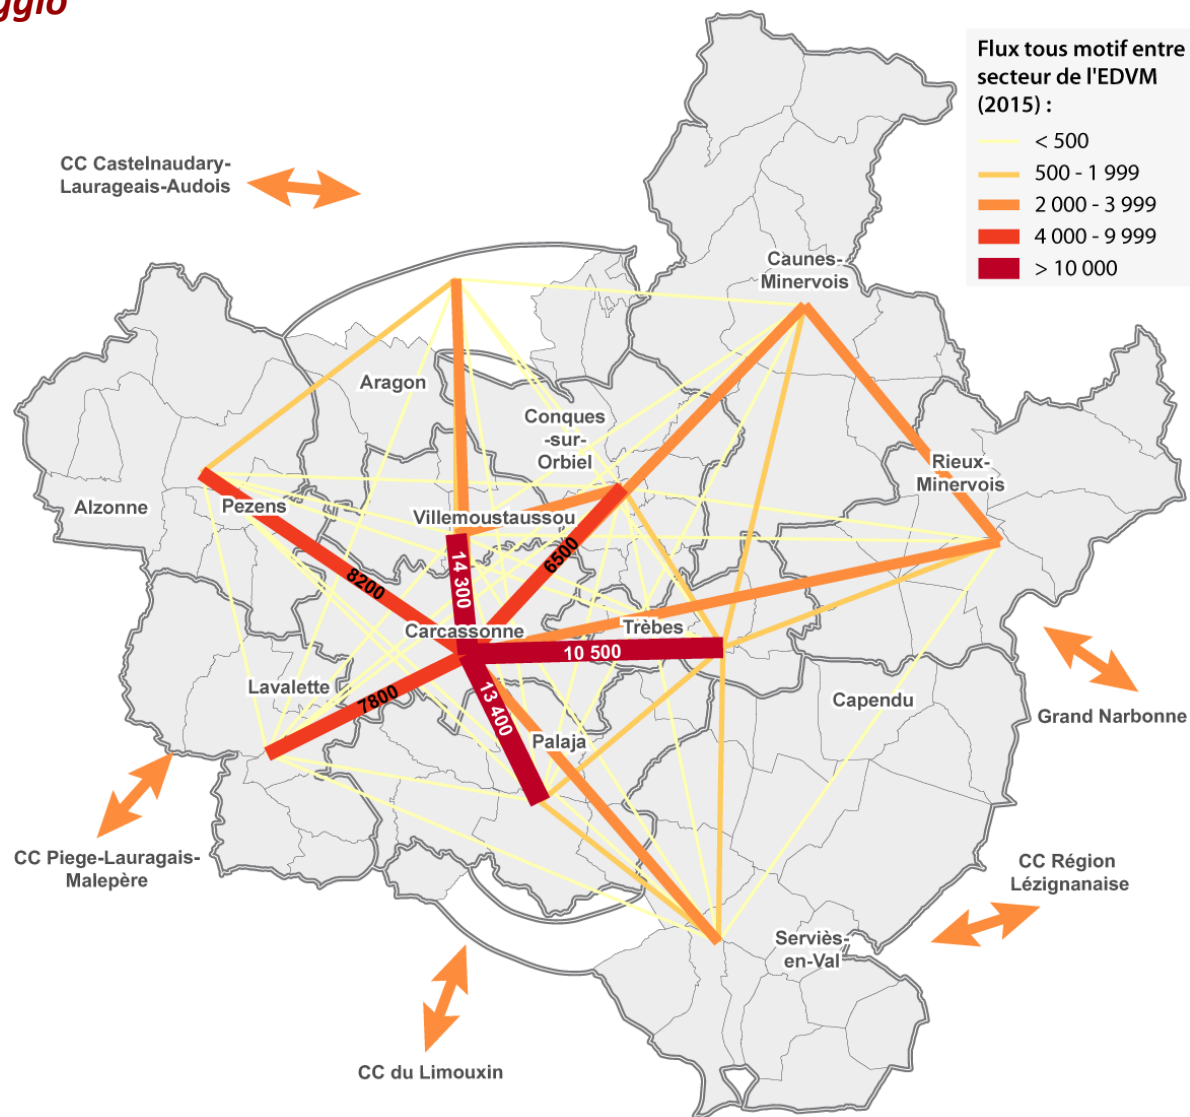 ggio
Flux tous motif entre
secteur de l'EDVM
(2015) :
< 500
500 - 1 999
2 000 - 3 999
4 000 - 9 999
> 10 000
CC Castelnaudary-
Laurageais-Audois
Caunes-
Minervois
Aragon
Conques
-sur-
Orbiel
Rieux-
Minervois
Alzonne
Pezens
Villemoustaussou
14 300
6500
8200
Carcassonne
Trèbes
10 500
Lavalette
7800
13 400
Capendu
Grand Narbonne
Palaja
CC Piege-Lauragais-
Malepère
CC Région
Lézignanaise
Serviès-
en-Val
CC du Limouxin